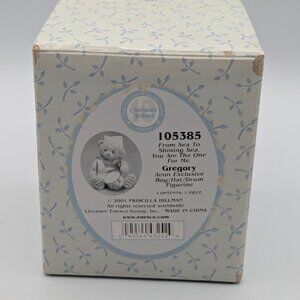 Cherished Teddies
105385
From Sea To
Shining Sea,
You Are The One
For Me.
Gregory
Avon Exclusive
Boy/Hat/Drum
Figurine
CONTENTS: 1 PIECE
© 2001 PRISCILLA HILLMAN
All rights reserved worldwide
Licensee Enesco Group, Inc. · MADE IN CHINA
www.enesco.com